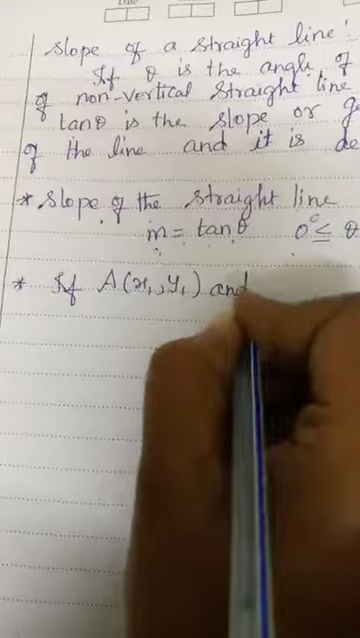 Date
Slope of a straight line:
If θ is the angle of
of non-vertical straight line
tanθ is the slope or
of the line and it is de
* Slope of the straight line
m = tanθ 0° ≤ θ
* If A(x₁, y₁) and